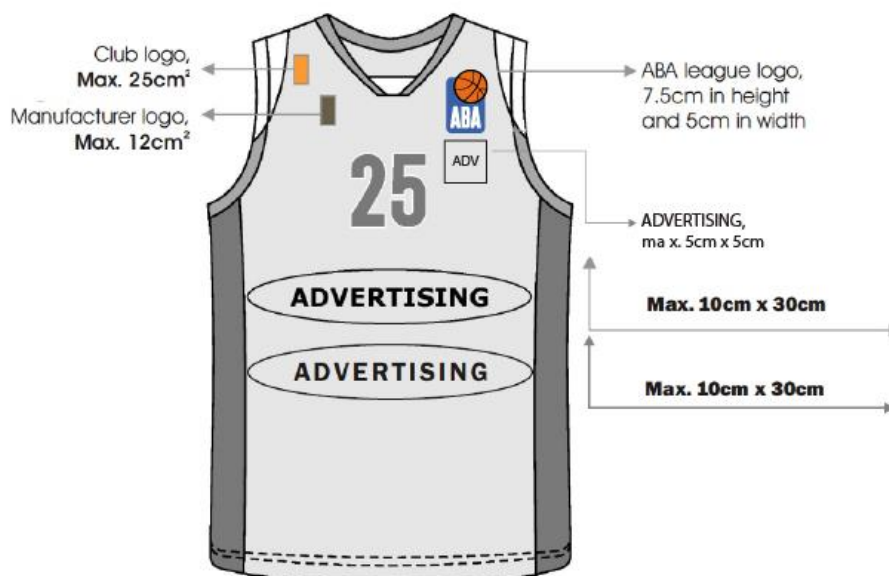 Club logo,
Max. 25cm²
Manufacturer logo,
Max. 12cm²
ABA league logo,
7.5cm in height
and 5cm in width
ABA
ADV
25
ADVERTISING,
ma x. 5cm x 5cm
ADVERTISING
Max. 10cm x 30cm
ADVERTISING
Max. 10cm x 30cm